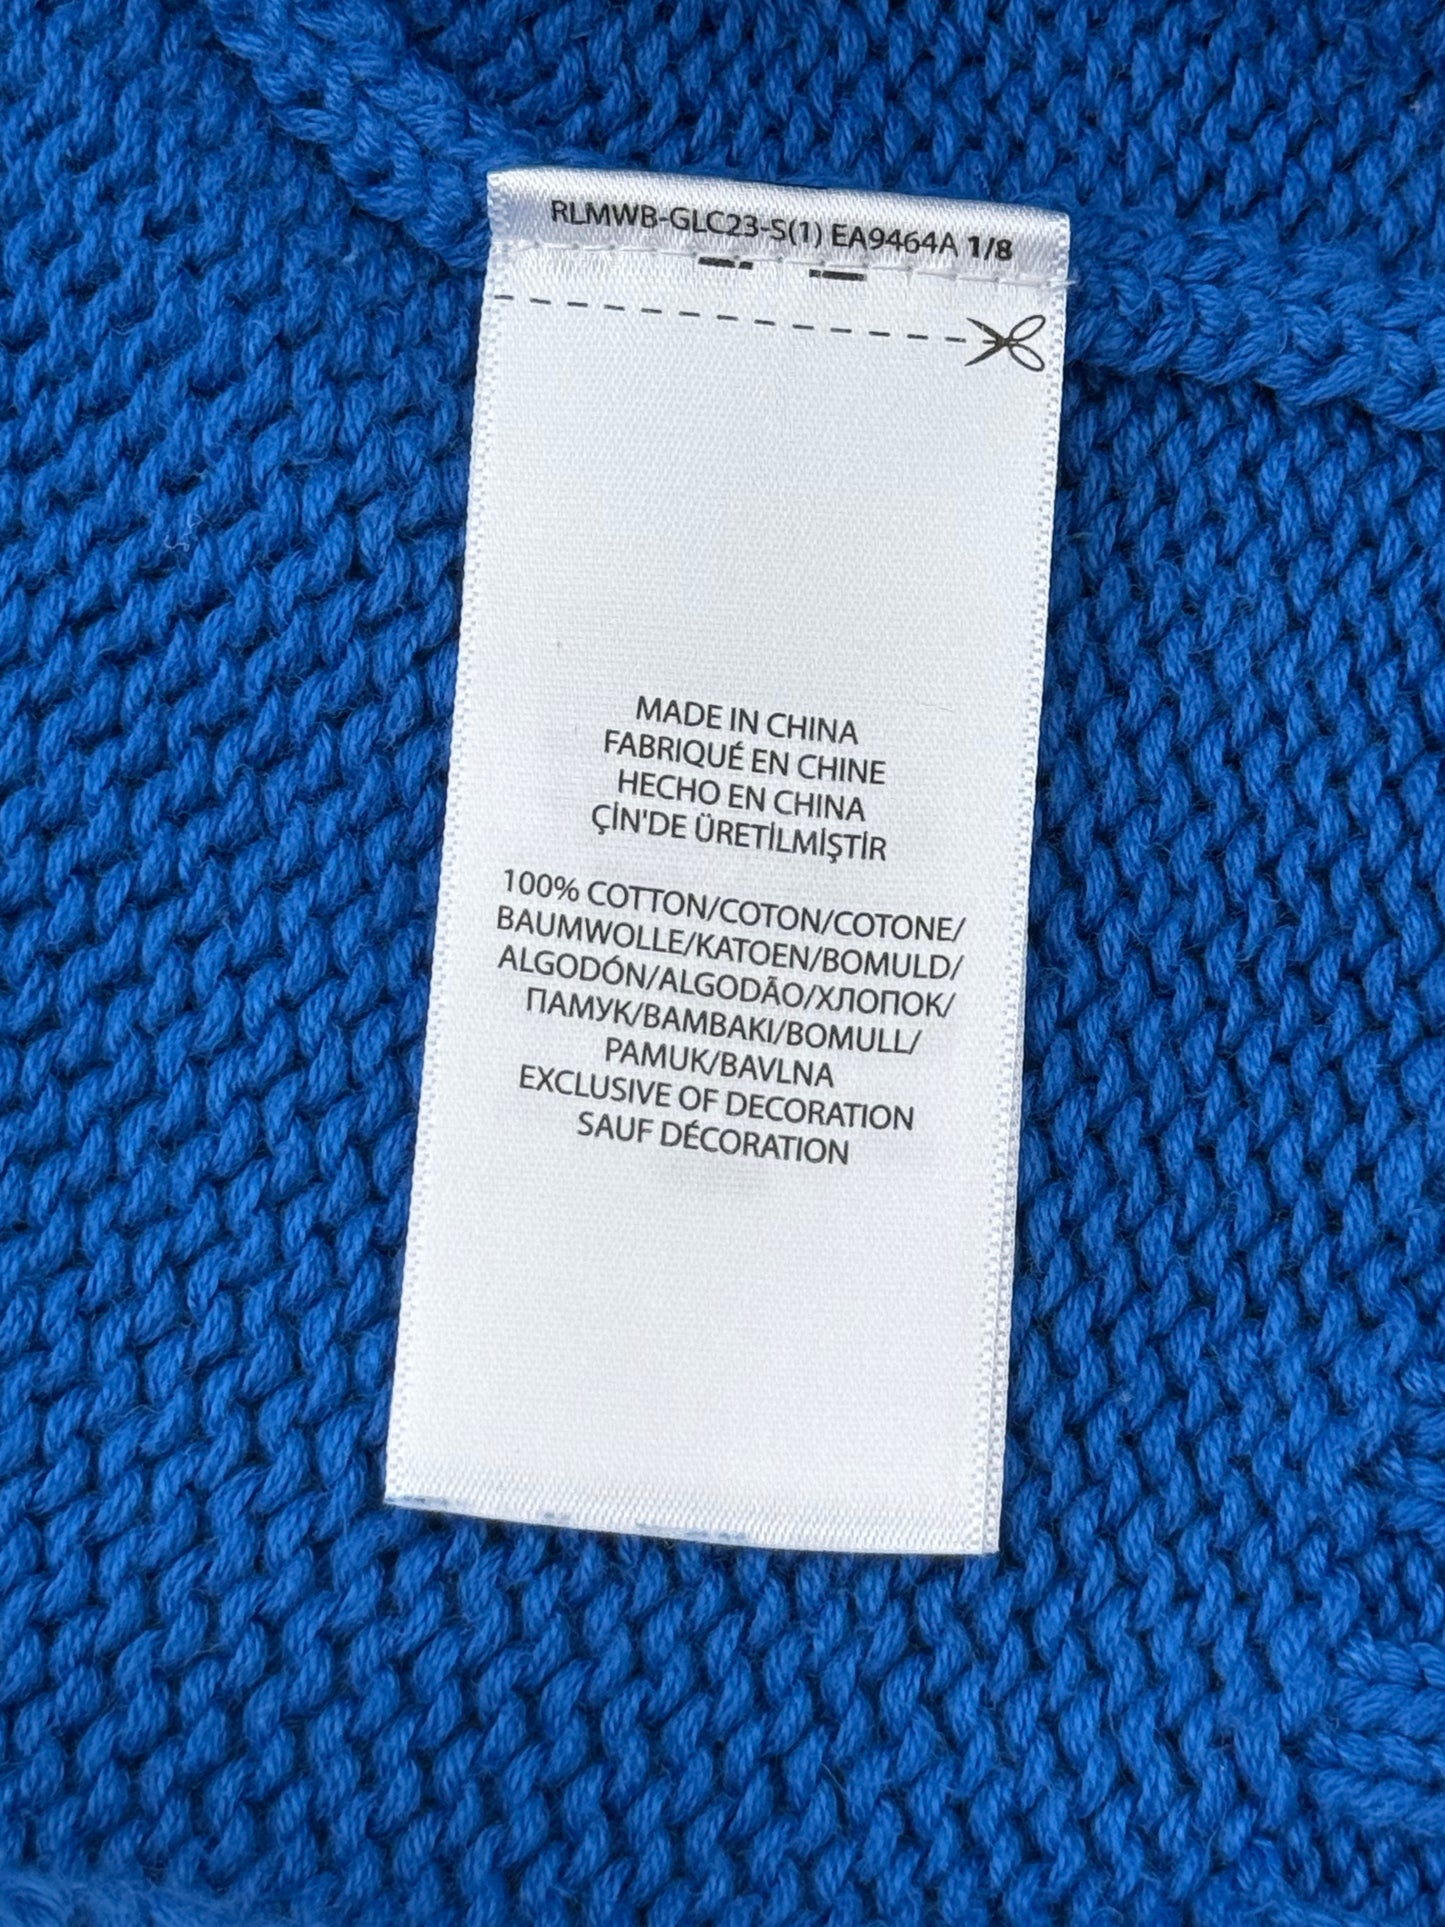 RLMWB-GLC23-S(1) EA9464A 1/8
MADE IN CHINA
FABRIQUÉ EN CHINE
HECHO EN CHINA
ÇİN'DE ÜRETİLMİŞTİR
100% COTTON/COTON/COTONE/
BAUMWOLLE/KATOEN/BOMULD/
ALGODÓN/ALGODÃO/ХЛОПОК/
ПАМУК/BAMBAKI/BOMULL/
PAMUK/BAVLNA
EXCLUSIVE OF DECORATION
SAUF DÉCORATION